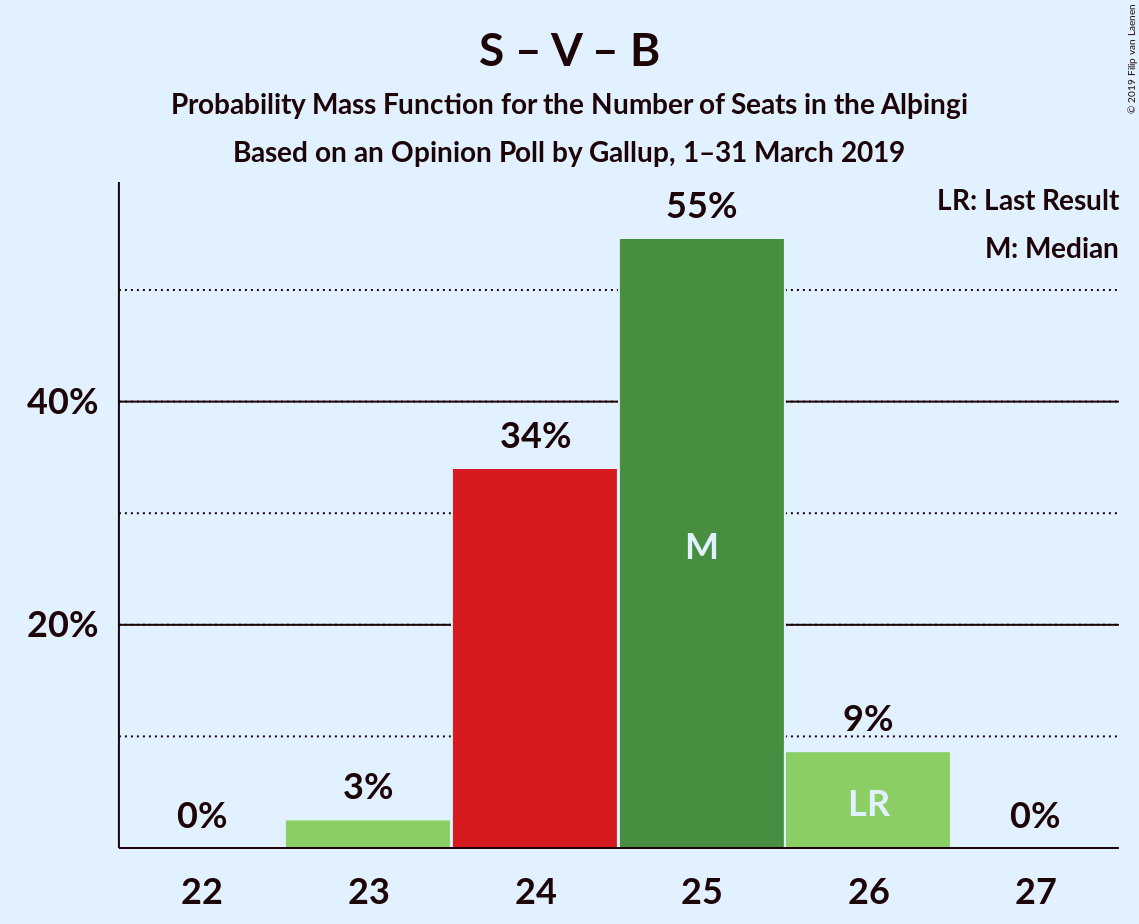 S – V – B
Probability Mass Function for the Number of Seats in the Alþingi
Based on an Opinion Poll by Gallup, 1–31 March 2019
© 2019 Filip van Laenen
LR: Last Result
M: Median
55%
40%
34%
M
20%
9%
3%
LR
0%
0%
22 23 24 25 26 27